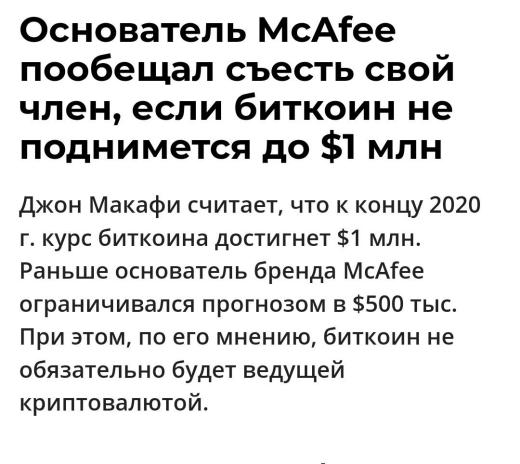 Основатель McAfee
пообещал съесть свой
член, если биткоин не
поднимется до $1 млн
Джон Макафи считает, что к концу 2020
г. курс биткоина достигнет $1 млн.
Раньше основатель бренда McAfee
ограничивался прогнозом в $500 тыс.
При этом, по его мнению, биткоин не
обязательно будет ведущей
криптовалютой.